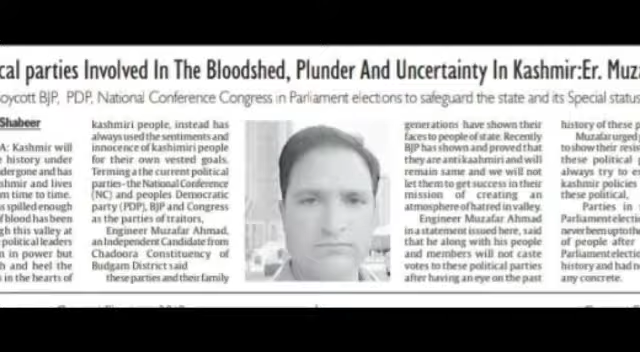 cal parties Involved In The Bloodshed, Plunder And Uncertainty In Kashmir:Er. Muza
oycott BJP, PDP, National Conference Congress in Parliament elections to safeguard the state and its Special status
Shabeer
A: Kashmir will
history under
dergone and has
shmir and lives
m time to time.
s spilled enough
f blood has been
gh this valley at
political leaders
n in power but
h and heel the
in the hearts of
kashmiri people, instead has
always used the sentiments and
innocence of kashimiri people
for their own vested goals.
Terming a the current political
parties-the National Conference
(NC) and peoples Democratic
party (PDP), BJP and Congress
as the parties of traitors,
Engineer Muzafar Ahmad,
an Independent Candidate from
Chadoora Constituency of
Budgam District said
these parties and their family
generations have shown their
faces to people of state. Recently
BJP has shown and proved that
they are anti kaahmiri and will
remain same and we will not
let them to get success in their
mission of creating an
atmosphere of hatred in valley.
Engineer Muzafar Ahmad
in a statement issued here, said
that he along with his people
and members will not caste
votes to these political parties
after having an eye on the past
history of these p
Muzafar urged
to show their resis
these political
always try to e
kashmir policies
these political,
Parties in
Parliament electio
never been up to the
of people after
Parliament electio
history and had n
any concrete.